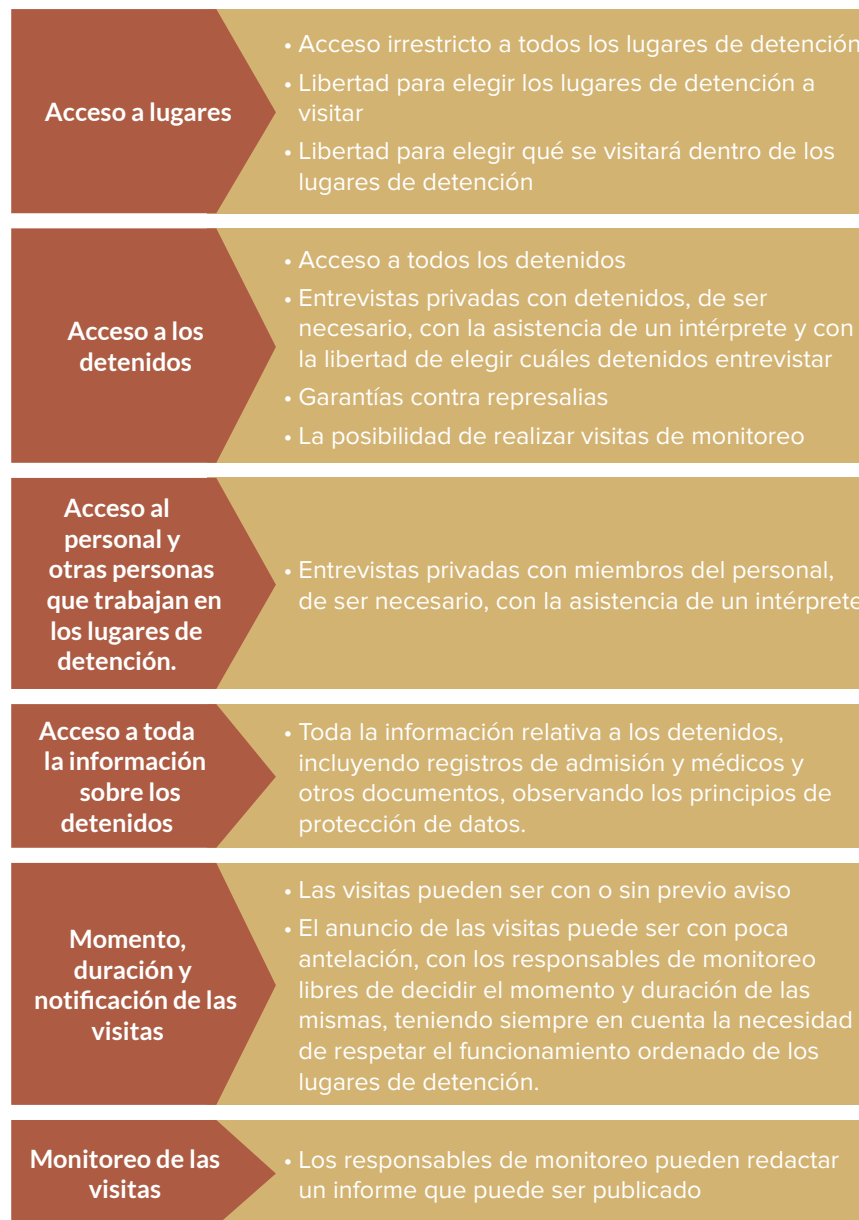 Acceso a lugares
• Acceso irrestricto a todos los lugares de detención
• Libertad para elegir los lugares de detención a
visitar
• Libertad para elegir qué se visitará dentro de los
lugares de detención
Acceso a los
detenidos
• Acceso a todos los detenidos
• Entrevistas privadas con detenidos, de ser
necesario, con la asistencia de un intérprete y con
la libertad de elegir cuáles detenidos entrevistar
• Garantías contra represalias
• La posibilidad de realizar visitas de monitoreo
Acceso al
personal y
otras personas
que trabajan en
los lugares de
detención.
• Entrevistas privadas con miembros del personal,
de ser necesario, con la asistencia de un intérprete
Acceso a toda
la información
sobre los
detenidos
• Toda la información relativa a los detenidos,
incluyendo registros de admisión y médicos y
otros documentos, observando los principios de
protección de datos.
Momento,
duración y
notificación de las
visitas
• Las visitas pueden ser con o sin previo aviso
• El anuncio de las visitas puede ser con poca
antelación, con los responsables de monitoreo
libres de decidir el momento y duración de las
mismas, teniendo siempre en cuenta la necesidad
de respetar el funcionamiento ordenado de los
lugares de detención.
Monitoreo de las
visitas
• Los responsables de monitoreo pueden redactar
un informe que puede ser publicado